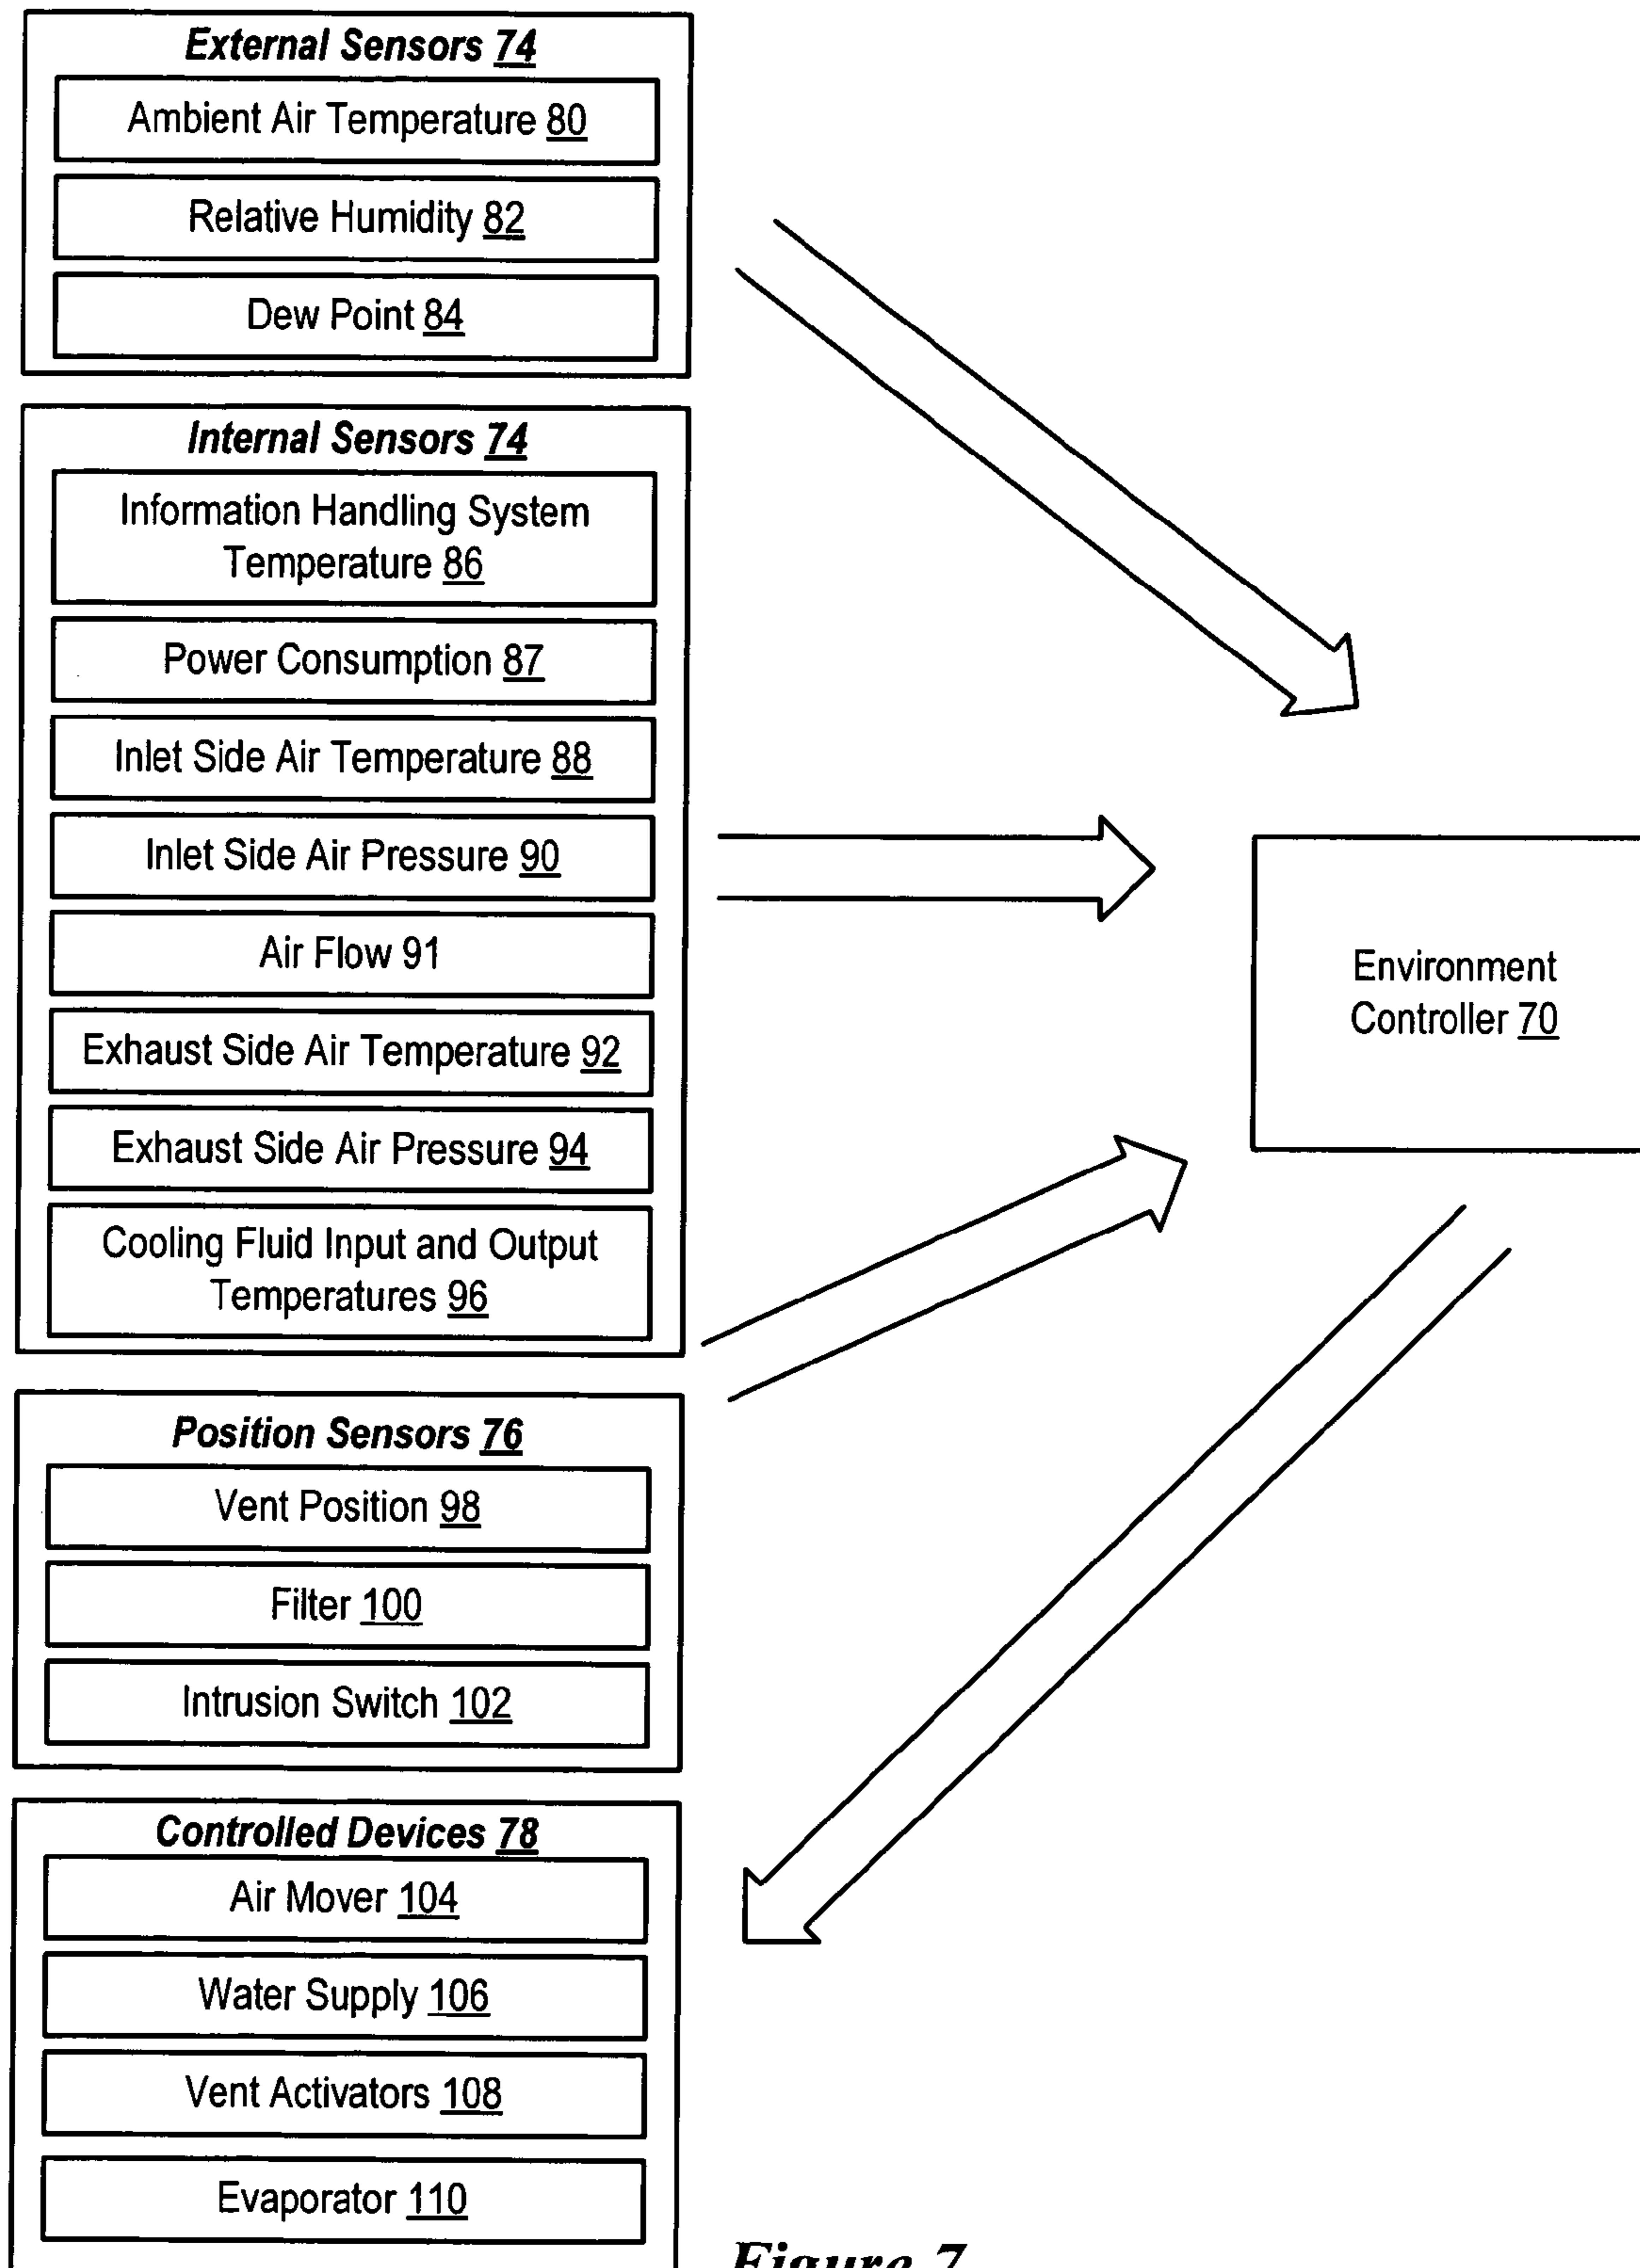 External Sensors 74
Ambient Air Temperature 80
Relative Humidity 82
Dew Point 84
Internal Sensors 74
Information Handling System
Temperature 86
Power Consumption 87
Inlet Side Air Temperature 88
Inlet Side Air Pressure 90
Air Flow 91
Exhaust Side Air Temperature 92
Exhaust Side Air Pressure 94
Cooling Fluid Input and Output
Temperatures 96
Position Sensors 76
Vent Position 98
Filter 100
Intrusion Switch 102
Controlled Devices 78
Air Mover 104
Water Supply 106
Vent Activators 108
Evaporator 110
Environment
Controller 70
Figure 7